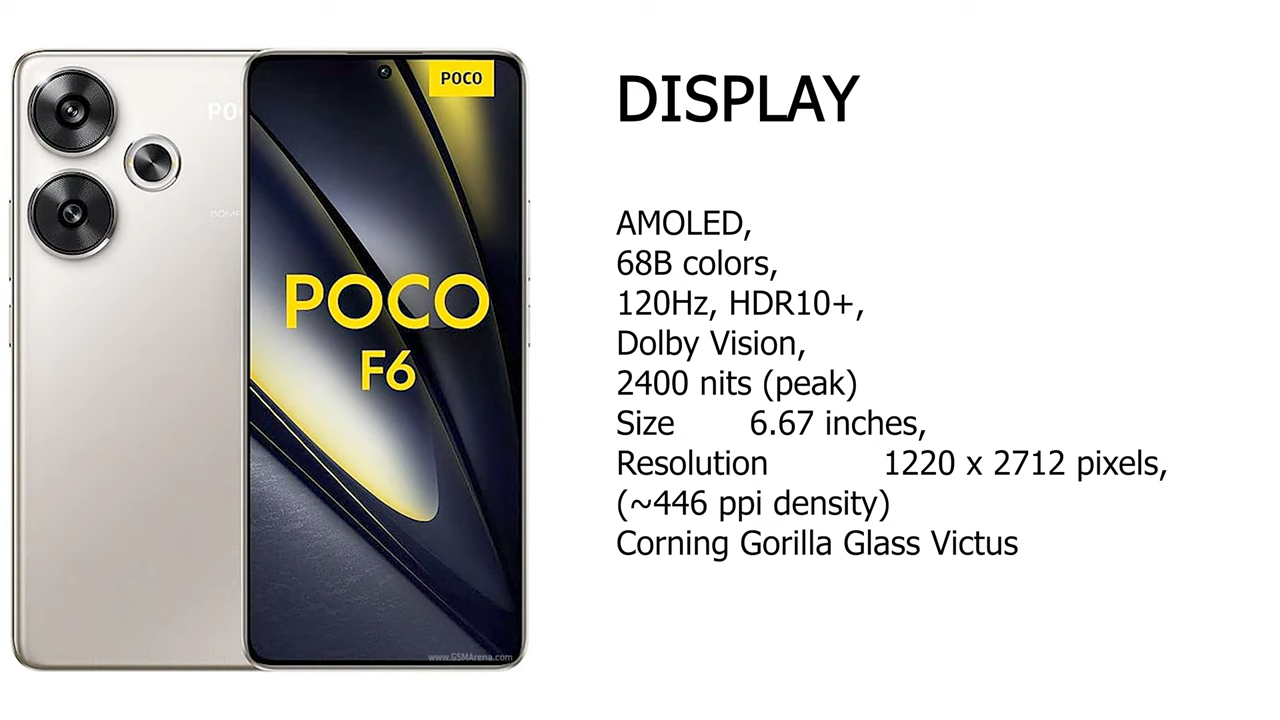 POCO
POCO
F6
www.GSMArena.com
DISPLAY
AMOLED,
68B colors,
120Hz, HDR10+,
Dolby Vision,
2400 nits (peak)
Size 6.67 inches,
Resolution 1220 x 2712 pixels,
(~446 ppi density)
Corning Gorilla Glass Victus